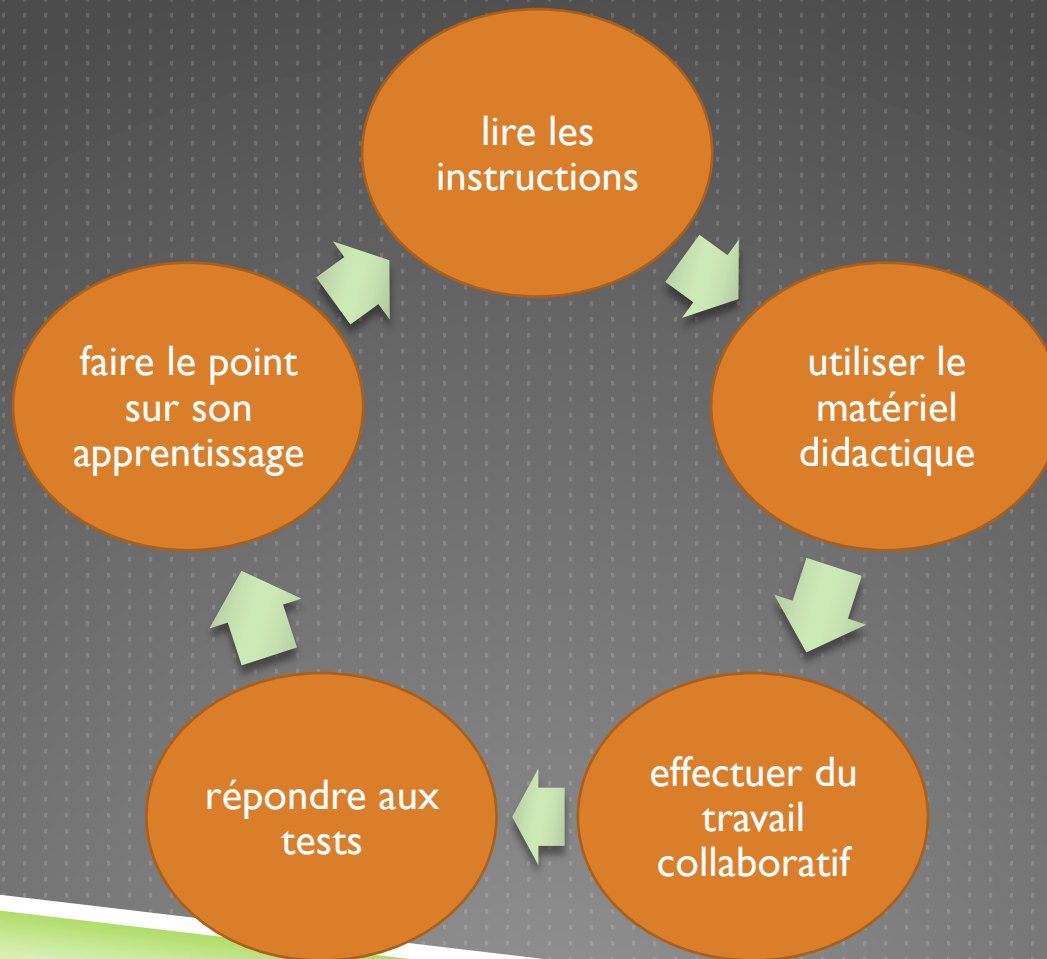 lire les
instructions
utiliser le
matériel
didactique
effectuer du
travail
collaboratif
répondre aux
tests
faire le point
sur son
apprentissage